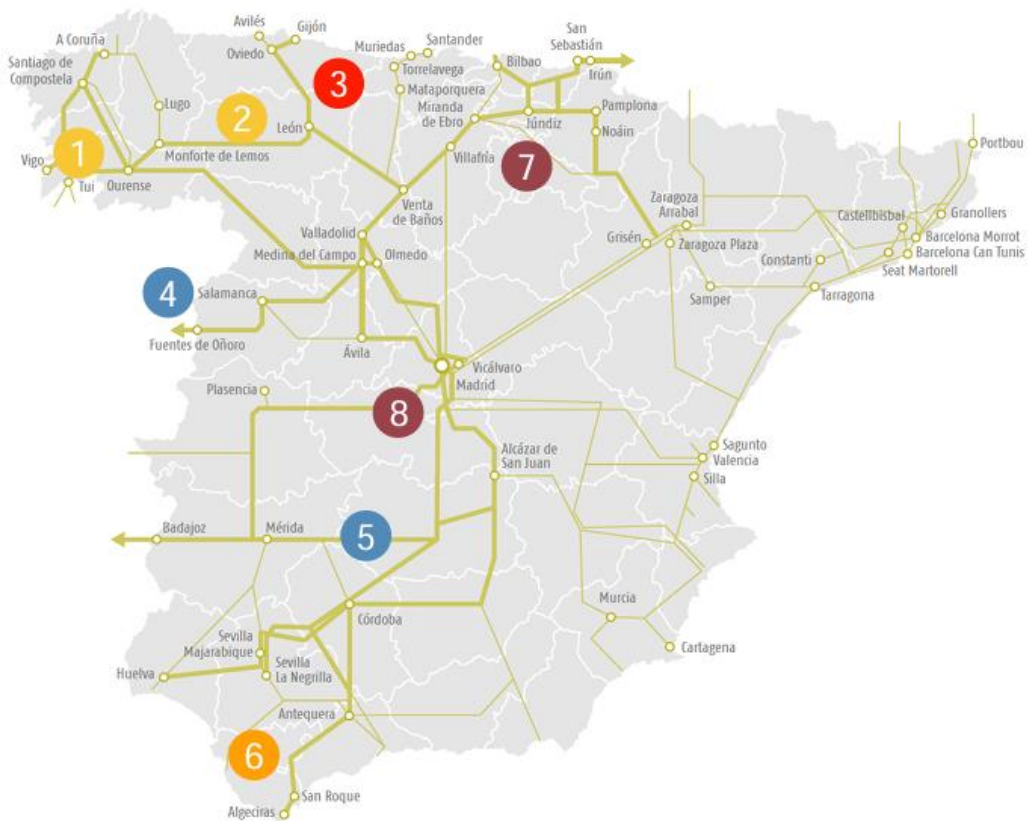 Avilés
Gijón
Oviedo
A Coruña
Santiago de
Compostela
Lugo
Muriedas
Santander
Torrelavega
Mataporquera
Miranda
de Ebro
Bilbao
San
Sebastián
Irún
Júndiz
Pamplona
Noáin
3
2
1
León
Monforte de Lemos
Vigo
Tui
Ourense
Villafría
7
Portbou
Venta
de Baños
Valladolid
Medina del Campo
Olmedo
Zaragoza
Arrabal
Grisén
Zaragoza Plaza
Castellbisbal
Granollers
Barcelona Morrot
Barcelona Can Tunis
Constanti
Seat Martorell
Samper
Tarragona
4
Salamanca
Fuentes de Oñoro
Ávila
Vicálvaro
Madrid
Plasencia
8
Alcázar de
San Juan
Sagunto
Valencia
Silla
Badajoz
Mérida
5
Córdoba
Murcia
Cartagena
Sevilla
Majarabique
Huelva
Sevilla
La Negrilla
Antequera
6
San Roque
Algeciras